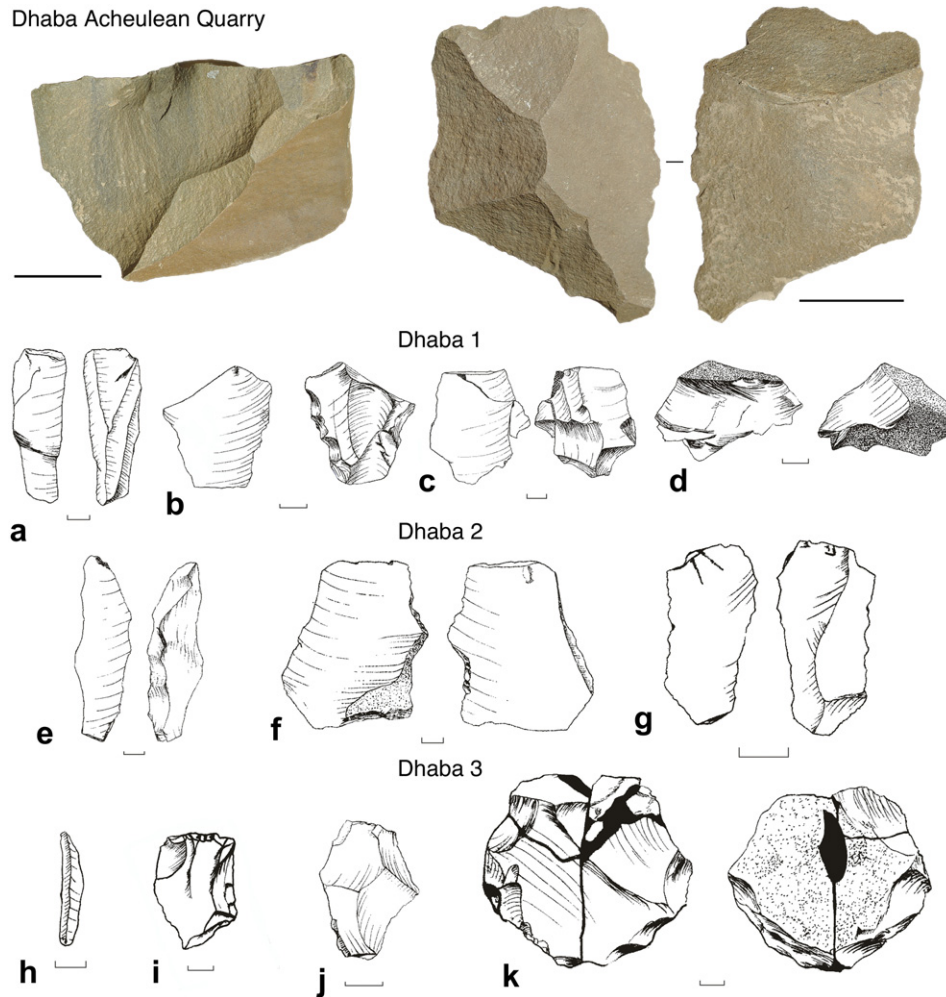 Dhaba Acheulean Quarry
Dhaba 1
a b c d
Dhaba 2
e f g
Dhaba 3
h i j k